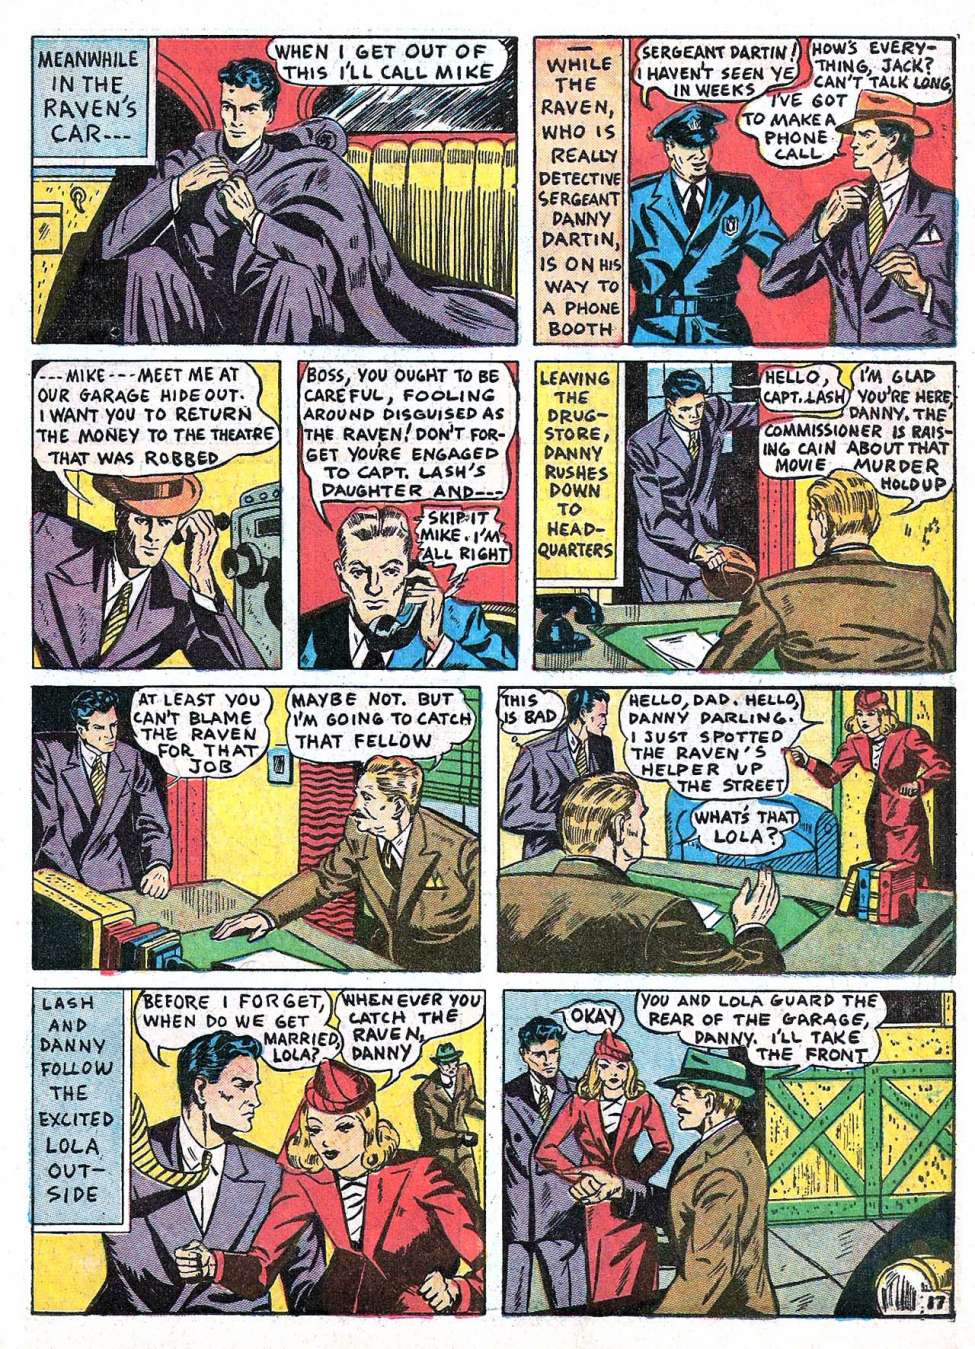 MEANWHILE
IN THE
RAVEN'S
CAR---
WHEN I GET OUT OF
THIS I'LL CALL MIKE
—
WHILE
THE
RAVEN,
WHO IS
REALLY
DETECTIVE
SERGEANT
DANNY
DARTIN,
IS ON HIS
WAY TO
A PHONE
BOOTH
SERGEANT DARTIN!
I HAVEN'T SEEN YE
IN WEEKS
HOW'S EVERY-
THING, JACK?
CAN'T TALK LONG,
I'VE GOT
TO MAKE A
PHONE
CALL
---MIKE---MEET ME AT
OUR GARAGE HIDE OUT.
I WANT YOU TO RETURN
THE MONEY TO THE THEATRE
THAT WAS ROBBED
BOSS, YOU OUGHT TO BE
CAREFUL, FOOLING
AROUND DISGUISED AS
THE RAVEN! DON'T FOR-
GET YOU'RE ENGAGED
TO CAPT. LASH'S
DAUGHTER AND---
SKIP IT
MIKE. I'M
ALL RIGHT
LEAVING
THE
DRUG-
STORE,
DANNY
RUSHES
DOWN
TO
HEAD-
QUARTERS
HELLO,
CAPT. LASH
I'M GLAD
YOU'RE HERE,
DANNY. THE
COMMISSIONER IS RAIS-
ING CAIN ABOUT THAT
MOVIE MURDER
HOLD UP
AT LEAST YOU
CAN'T BLAME
THE RAVEN
FOR THAT
JOB
MAYBE NOT. BUT
I'M GOING TO CATCH
THAT FELLOW
THIS
IS BAD
HELLO, DAD. HELLO,
DANNY DARLING.
I JUST SPOTTED
THE RAVEN'S
HELPER UP
THE STREET
WHAT'S THAT
LOLA?
LASH
AND
DANNY
FOLLOW
THE
EXCITED
LOLA
OUT-
SIDE
BEFORE I FORGET,
WHEN DO WE GET
MARRIED,
LOLA?
WHENEVER YOU
CATCH THE
RAVEN,
DANNY
OKAY
YOU AND LOLA GUARD THE
REAR OF THE GARAGE,
DANNY. I'LL TAKE
THE FRONT
17